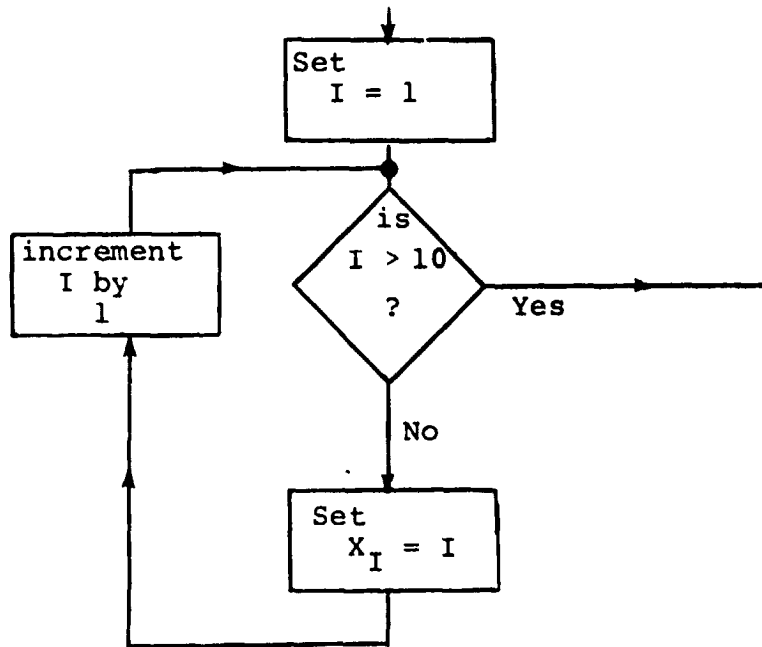 Set
I = 1
is
I > 10
?
Yes
No
Set
X_I = I
increment
I by
1